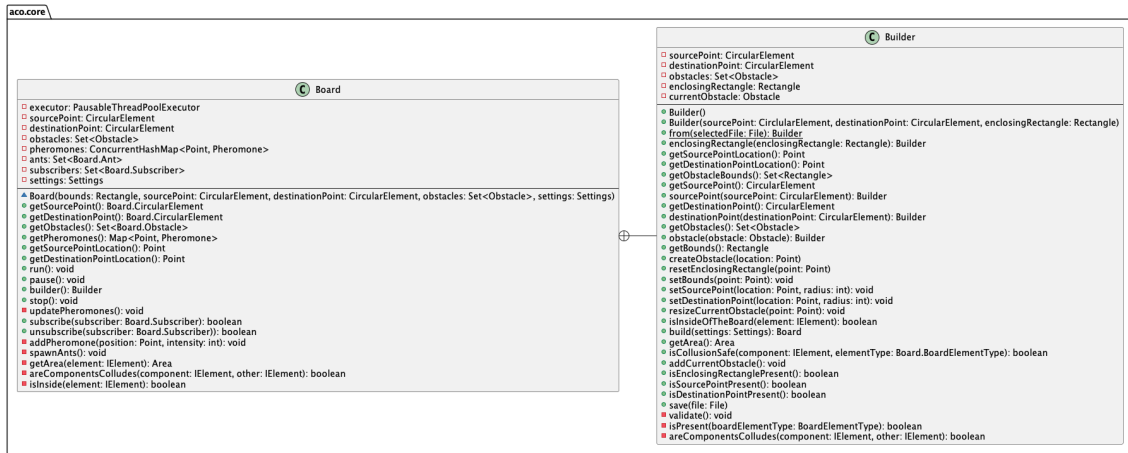 aco.core
C Board
executor: PausableThreadPoolExecutor
sourcePoint: CircularElement
destinationPoint: CircularElement
obstacles: Set<Obstacle>
pheromones: ConcurrentHashMap<Point, Pheromone>
ants: Set<Board.Ant>
subscribers: Set<Board.Subscriber>
settings: Settings
Board(bounds: Rectangle, sourcePoint: CircularElement, destinationPoint: CircularElement, obstacles: Set<Obstacle>, settings: Settings)
getSourcePoint(): Board.CircularElement
getDestinationPoint(): Board.CircularElement
getObstacles(): Set<Board.Obstacle>
getPheromones(): Map<Point, Pheromone>
getSourcePointLocation(): Point
getDestinationPointLocation(): Point
run(): void
pause(): void
builder(): Builder
stop(): void
updatePheromones(): void
subscribe(subscriber: Board.Subscriber): boolean
unsubscribe(subscriber: Board.Subscriber)): boolean
addPheromone(position: Point, intensity: int): void
spawnAnts(): void
getArea(element: IElement): Area
areComponentsColludes(component: IElement, other: IElement): boolean
isInside(element: IElement): boolean
C Builder
sourcePoint: CircularElement
destinationPoint: CircularElement
obstacles: Set<Obstacle>
enclosingRectangle: Rectangle
currentObstacle: Obstacle
Builder()
Builder(sourcePoint: CirclularElement, destinationPoint: CircularElement, enclosingRectangle: Rectangle)
from(selectedFile: File): Builder
enclosingRectangle(enclosingRectangle: Rectangle): Builder
getSourcePointLocation(): Point
getDestinationPointLocation(): Point
getObstacleBounds(): Set<Rectangle>
getSourcePoint(): CircularElement
sourcePoint(sourcePoint: CircularElement): Builder
getDestinationPoint(): CircularElement
destinationPoint(destinationPoint: CircularElement): Builder
getObstacles(): Set<Obstacle>
obstacle(obstacle: Obstacle): Builder
getBounds(): Rectangle
createObstacle(location: Point)
resetEnclosingRectangle(point: Point)
setBounds(point: Point): void
setSourcePoint(location: Point, radius: int): void
setDestinationPoint(location: Point, radius: int): void
resizeCurrentObstacle(point: Point): void
isInsideOfTheBoard(element: IElement): boolean
build(settings: Settings): Board
getArea(): Area
isCollusionSafe(component: IElement, elementType: Board.BoardElementType): boolean
addCurrentObstacle(): void
isEnclosingRectanglePresent(): boolean
isSourcePointPresent(): boolean
isDestinationPointPresent(): boolean
save(file: File)
validate(): void
isPresent(boardElementType: BoardElementType): boolean
areComponentsColludes(component: IElement, other: IElement): boolean